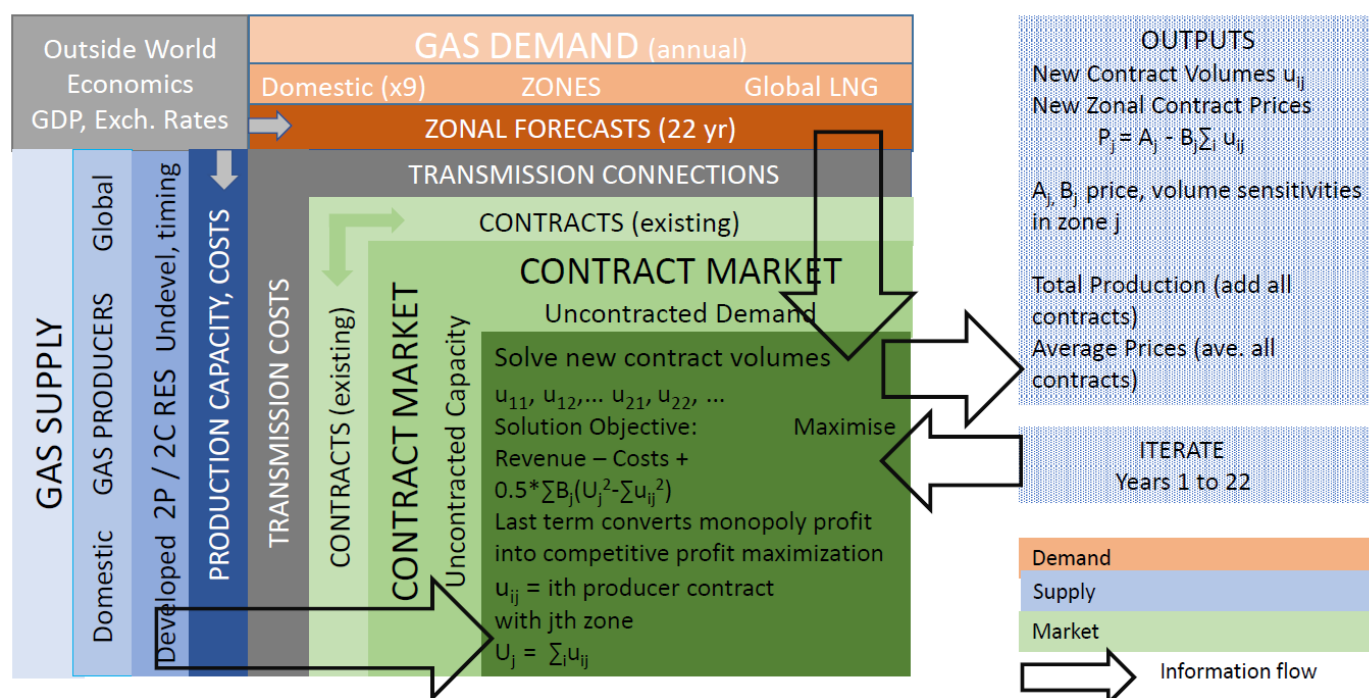 Outside World
Economics
GDP, Exch. Rates
GAS DEMAND (annual)
Domestic (x9) ZONES Global LNG
ZONAL FORECASTS (22 yr)
TRANSMISSION CONNECTIONS
CONTRACTS (existing)
CONTRACT MARKET
Uncontracted Demand
GAS SUPPLY
Domestic GAS PRODUCERS Global
Developed 2P / 2C RES Undevel, timing
PRODUCTION CAPACITY, COSTS
TRANSMISSION COSTS
CONTRACTS (existing)
CONTRACT MARKET
Uncontracted Capacity
Solve new contract volumes
u₁₁, u₁₂,... u₂₁, u₂₂, ...
Solution Objective: Maximise
Revenue – Costs +
0.5*∑Bⱼ(Uⱼ²-∑uᵢⱼ²)
Last term converts monopoly profit
into competitive profit maximization
uᵢⱼ = ith producer contract
with jth zone
Uⱼ = ∑ᵢuᵢⱼ
OUTPUTS
New Contract Volumes uᵢⱼ
New Zonal Contract Prices
Pⱼ = Aⱼ - Bⱼ∑ᵢ uᵢⱼ
Aⱼ, Bⱼ price, volume sensitivities
in zone j
Total Production (add all
contracts)
Average Prices (ave. all
contracts)
ITERATE
Years 1 to 22
Demand
Supply
Market
Information flow